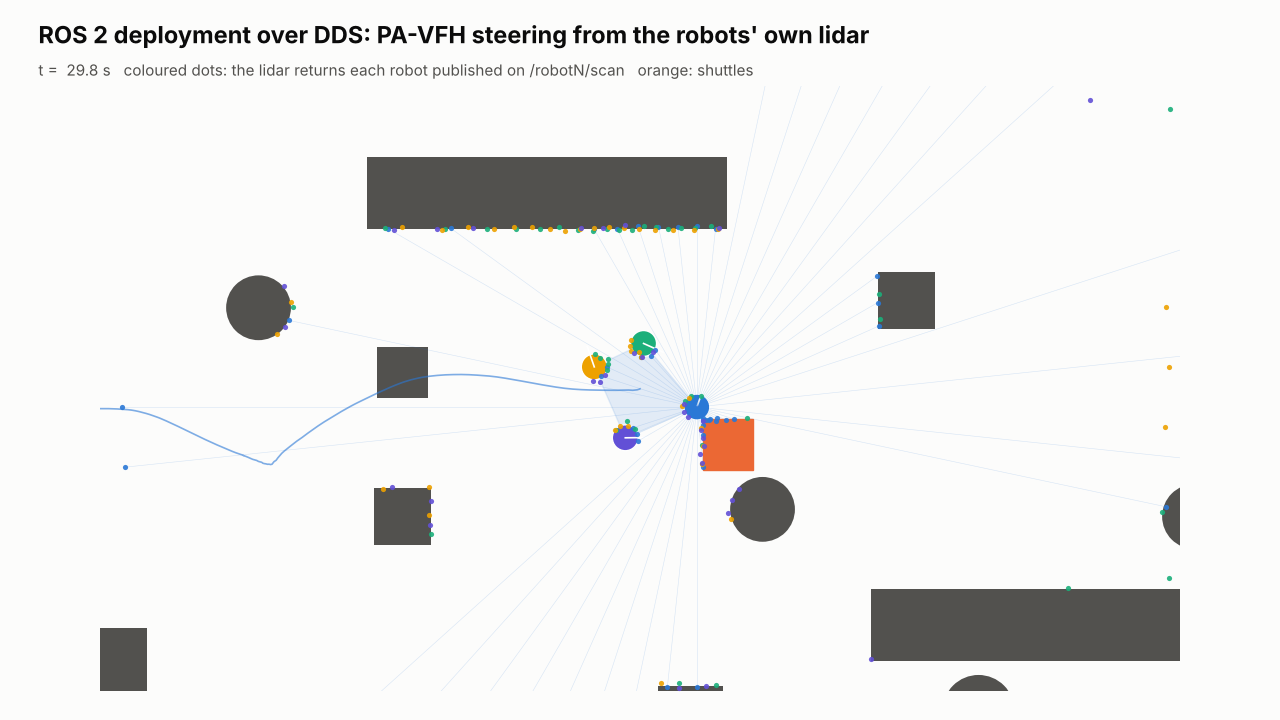 ROS 2 deployment over DDS: PA-VFH steering from the robots' own lidar
t =  29.8 s   coloured dots: the lidar returns each robot published on /robotN/scan   orange: shuttles